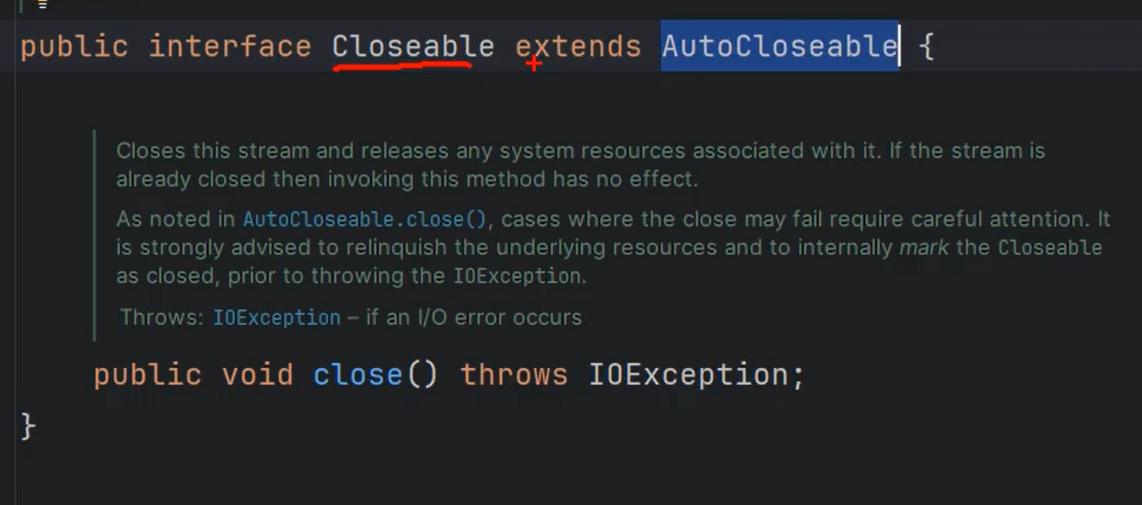 public interface Closeable extends AutoCloseable {
Closes this stream and releases any system resources associated with it. If the stream is
already closed then invoking this method has no effect.
As noted in AutoCloseable.close(), cases where the close may fail require careful attention. It
is strongly advised to relinquish the underlying resources and to internally mark the Closeable
as closed, prior to throwing the IOException.
Throws: IOException – if an I/O error occurs
public void close() throws IOException;
}